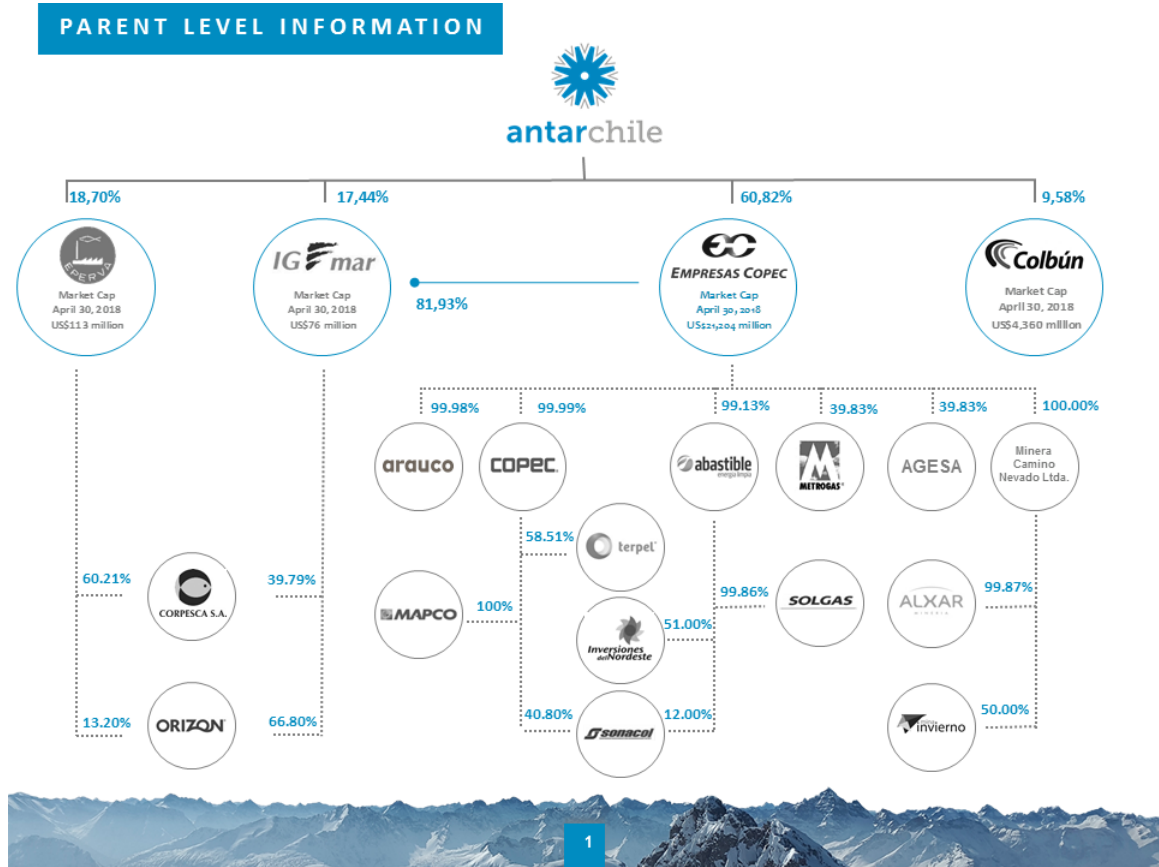 PARENT LEVEL INFORMATION
antarchile
18,70%
17,44%
60,82%
9,58%
EPERVA
Market Cap
April 30, 2018
US$113 million
IG mar
Market Cap
April 30, 2018
US$76 million
81,93%
EC
EMPRESAS COPEC
Market Cap
April 30, 2018
US$21,204 million
Colbún
Market Cap
April 30, 2018
US$4,360 million
99.98%
99.99%
99.13%
39.83%
39.83%
100.00%
arauco
COPEC
abastible
energía limpia
METROGAS
AGESA
Minera
Camino
Nevado Ltda.
58.51%
terpel
60.21%
CORPESCA S.A.
39.79%
MAPCO
100%
Inversiones
delNordeste
51.00%
99.86%
SOLGAS
ALXAR
MINERIA
99.87%
13.20%
ORIZON
66.80%
40.80%
sonacol
12.00%
invierno
50.00%
1